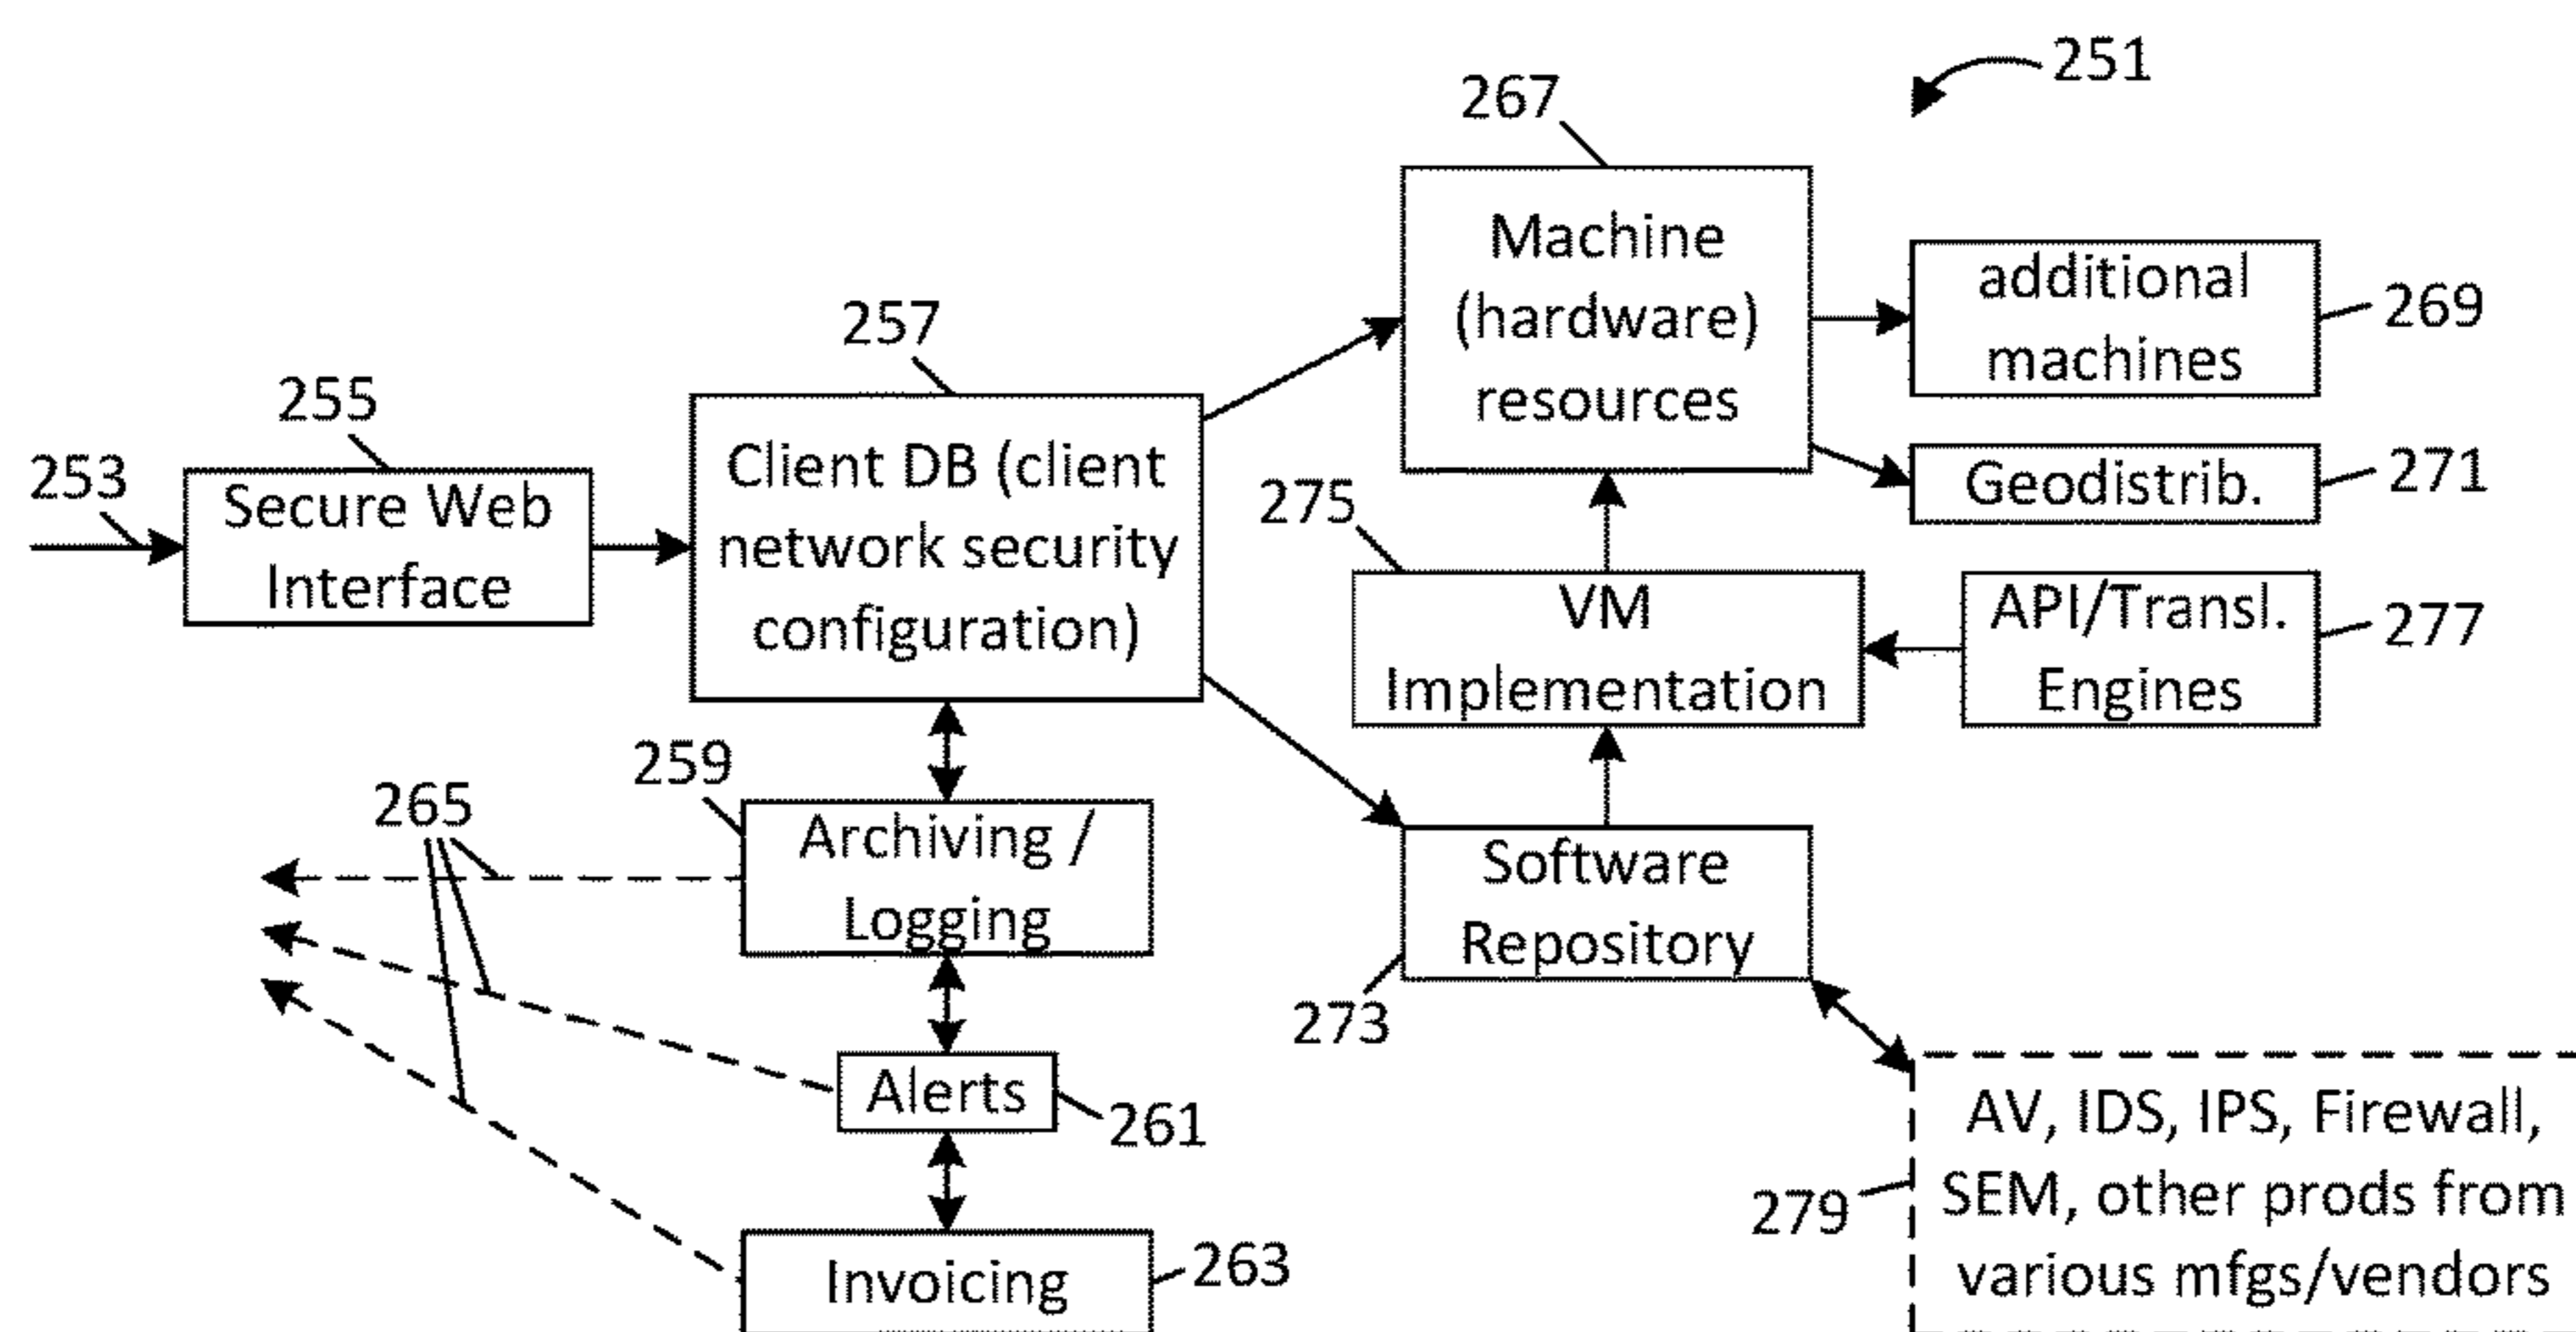 251
267
Machine
(hardware)
resources
additional
machines
269
257
255
253
Secure Web
Interface
Client DB (client
network security
configuration)
Geodistrib.
271
275
VM
Implementation
API/Transl.
Engines
277
259
265
Archiving /
Logging
Software
Repository
273
Alerts
261
Invoicing
263
AV, IDS, IPS, Firewall,
SEM, other prods from
various mfgs/vendors
279